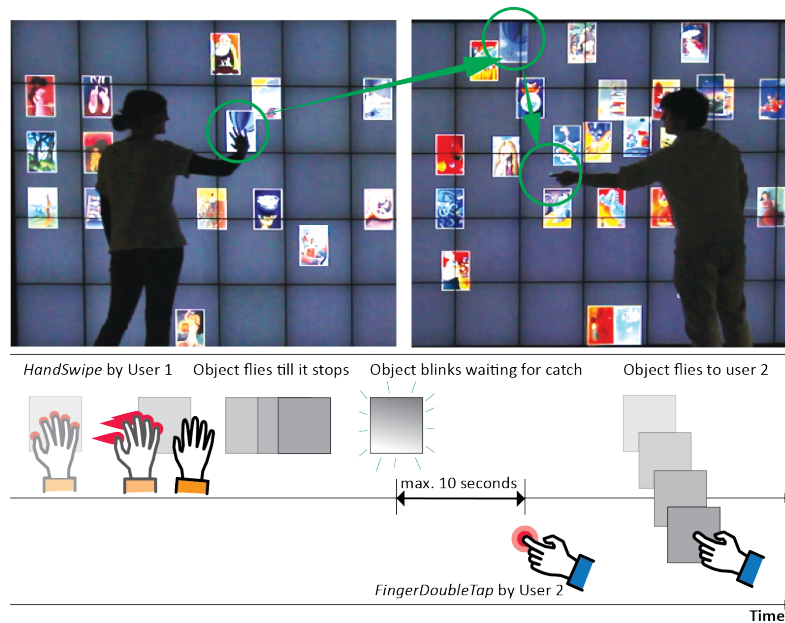 HandSwipe by User 1
Object flies till it stops
Object blinks waiting for catch
Object flies to user 2
max. 10 seconds
FingerDoubleTap by User 2
Time